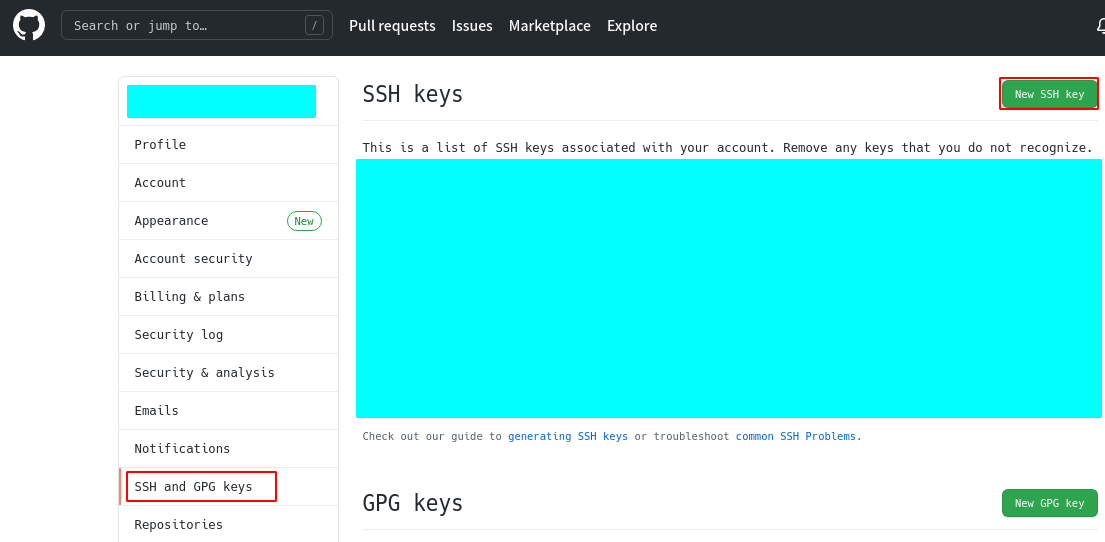 Search or jump to…
/
Pull requests
Issues
Marketplace
Explore
Profile
Account
Appearance
New
Account security
Billing & plans
Security log
Security & analysis
Emails
Notifications
SSH and GPG keys
Repositories
SSH keys
New SSH key
This is a list of SSH keys associated with your account. Remove any keys that you do not recognize.
Check out our guide to generating SSH keys or troubleshoot common SSH Problems.
GPG keys
New GPG key